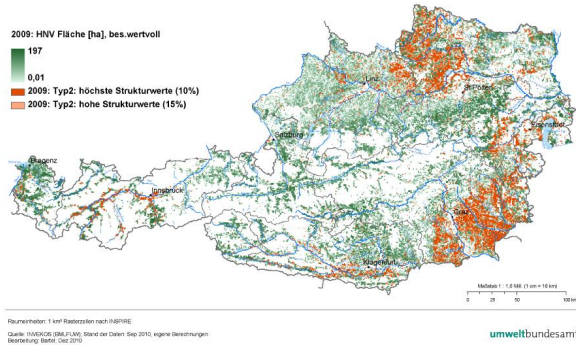 2009: HNV Fläche [ha], bes.wertvoll
197
0,01
2009: Typ2: höchste Strukturwerte (10%)
2009: Typ2: hohe Strukturwerte (15%)
Linz
St.Pölten
Eisenstadt
Salzburg
Bregenz
Innsbruck
Graz
Klagenfurt
Maßstab 1 : 1,6 Mill. (1 cm = 16 km)
0 25 50 100 km
Raumeinheiten: 1 km² Rasterzellen nach INSPIRE
Quelle: INVEKOS (BMLFUW); Stand der Daten: Sep 2010, eigene Berechnungen
Bearbeitung: Bartel; Dez 2010
umweltbundesamt